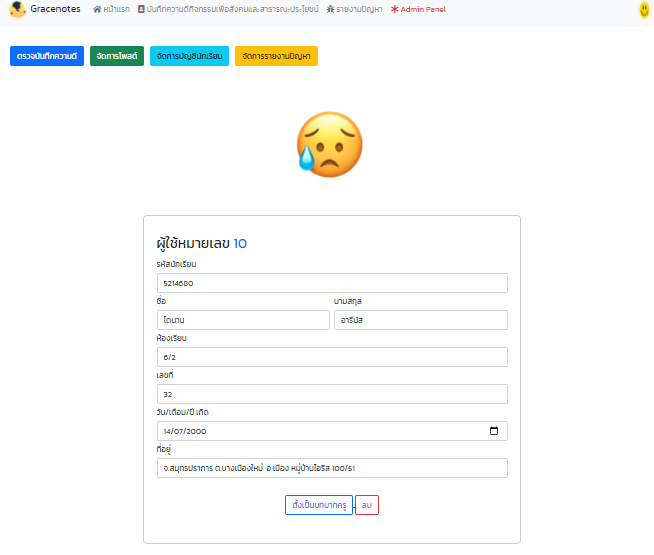 Gracenotes หน้าแรก บันทึกความดีกิจกรรมเพื่อสังคมและสาธารณะประโยชน์ รายงานปัญหา Admin Panel
ตรวจบันทึกความดี จัดการโพสต์ จัดการบัญชีนักเรียน จัดการรายงานปัญหา
ผู้ใช้หมายเลข 10
รหัสนักเรียน
5214680
ชื่อ นามสกุล
โดนาบ อารีนัส
ห้องเรียน
6/2
เลขที่
32
วัน/เดือน/ปี เกิด
14/07/2000
ที่อยู่
จ.สมุทรปราการ ต.บางเมืองใหม่ อ.เมือง หมู่บ้านโอริส 100/51
ตั้งเป็นบทบาทครู ลบ